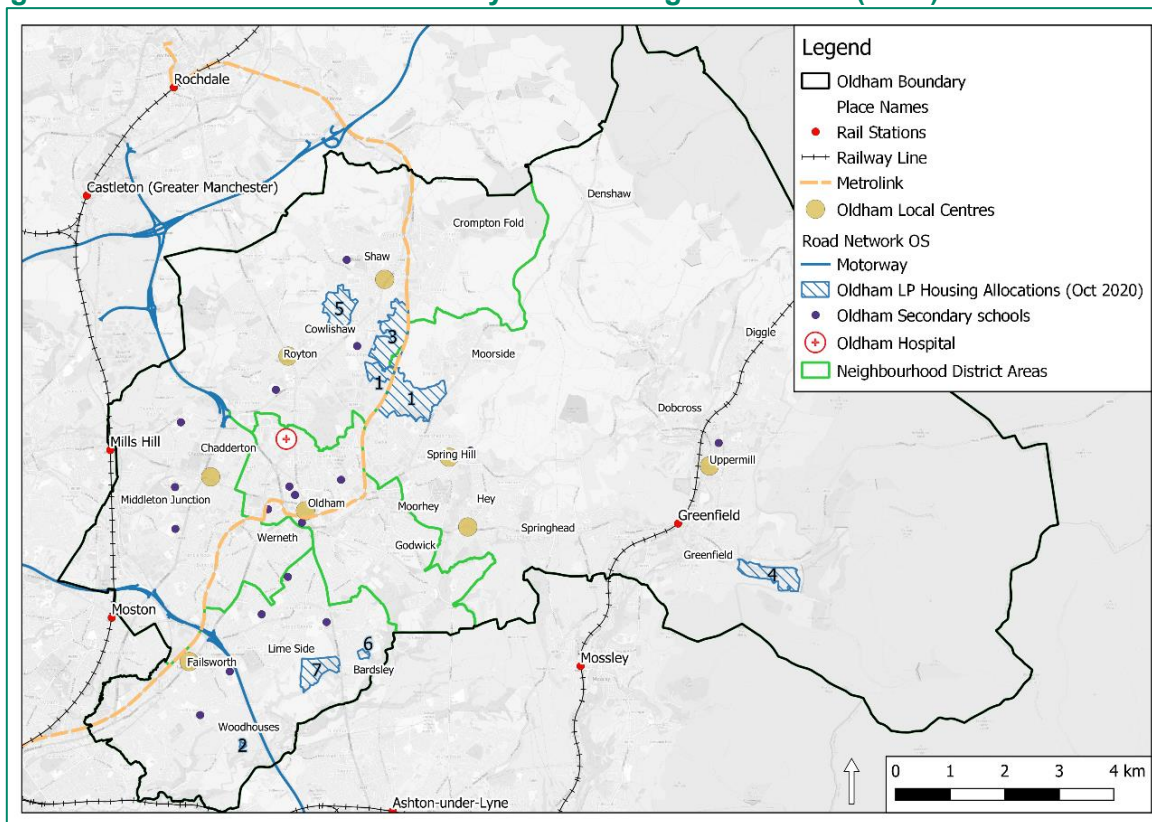 Rochdale
Castleton (Greater Manchester)
Denshaw
Crompton Fold
Shaw
5
Cowlishaw
3
Royton
Moorside
Diggle
1
1
Dobcross
Mills Hill
Chadderton
Spring Hill
Uppermill
Middleton Junction
Hey
Oldham
Moorhey
Greenfield
Springhead
Werneth
Godwick
Greenfield
4
Moston
6
Lime Side
Failsworth
7
Bardsley
Mossley
Woodhouses
2
Ashton-under-Lyne
Legend
Oldham Boundary
Place Names
Rail Stations
Railway Line
Metrolink
Oldham Local Centres
Road Network OS
Motorway
Oldham LP Housing Allocations (Oct 2020)
Oldham Secondary schools
Oldham Hospital
Neighbourhood District Areas
0 1 2 3 4 km